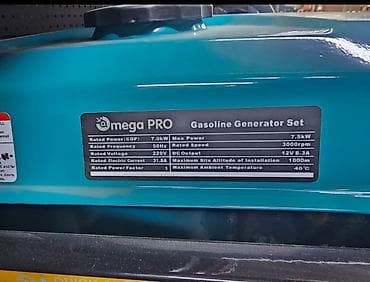 Omega PRO Gasoline Generator Set
Rated Power(COP) 7.0kW Max Power 7.5kW
Rated Frequency 50Hz Rated Speed 3000rpm
Rated Voltage 220V DC Output 12V 8.3A
Rated Electric Current 31.8A Maximum Site Altitude of Installation 1000m
Rated Power Factor 1 Maximum Ambient Temperature 40°C